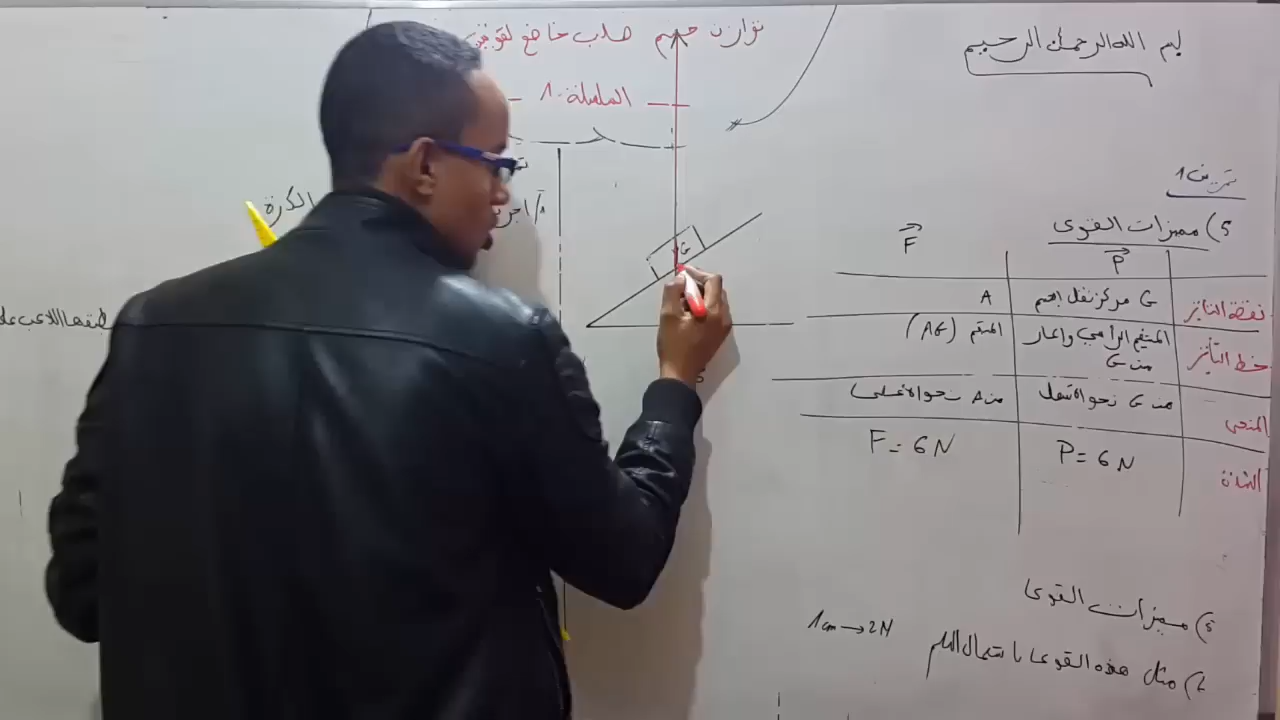 بسم الله الرحمان الرحيم
توازن جسم صلب خاضع لقوتين
السلسلة 1
تمرين 1
5) مميزات القوى
F
P
نقطة التأثير
G مركز ثقل الجسم
A
خط التأثير
المستقيم الرأسي والمار من G
المستقيم (AG)
المنحى
من G نحو الأسفل
من A نحو الأعلى
الشدة
P = 6 N
F = 6 N
مميزات القوى
مثل هذه القوى باستعمال السلم
1cm → 2N
الكرة
G